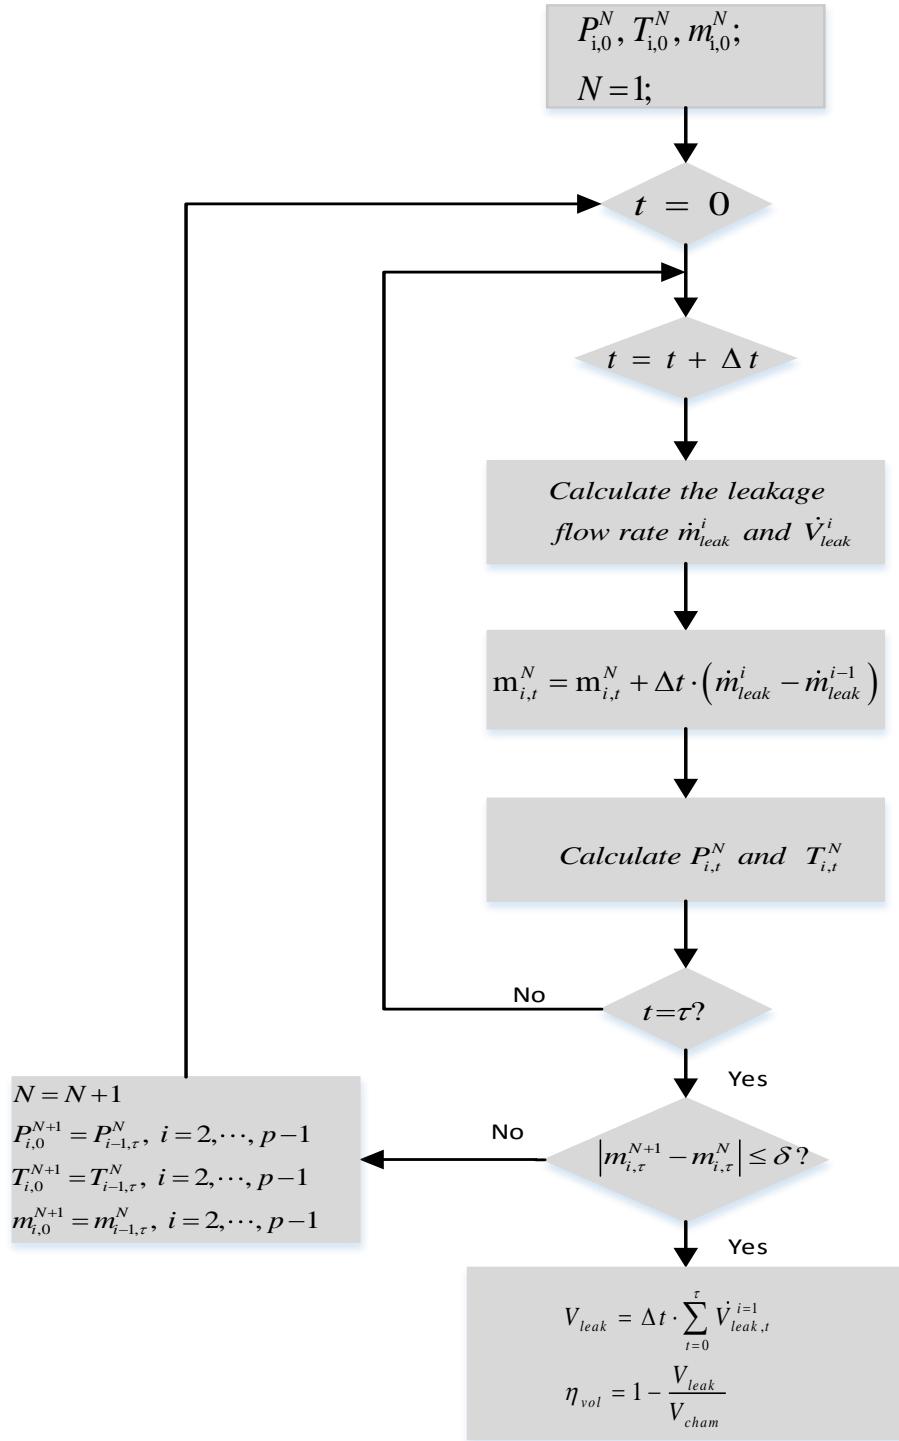 P_{i,0}^N, T_{i,0}^N, m_{i,0}^N;
N = 1;
t = 0
t = t + Δt
Calculate the leakage
flow rate ṁ_{leak}^i and V̇_{leak}^i
m_{i,t}^N = m_{i,t}^N + Δt · (ṁ_{leak}^i − ṁ_{leak}^{i−1})
Calculate P_{i,t}^N and T_{i,t}^N
No
t=τ?
Yes
N = N + 1
P_{i,0}^{N+1} = P_{i−1,τ}^N, i = 2,⋯, p−1
T_{i,0}^{N+1} = T_{i−1,τ}^N, i = 2,⋯, p−1
m_{i,0}^{N+1} = m_{i−1,τ}^N, i = 2,⋯, p−1
No
|m_{i,τ}^{N+1} − m_{i,τ}^N| ≤ δ?
Yes
V_{leak} = Δt · ∑_{t=0}^{τ} V̇_{leak,t}^{i=1}
η_{vol} = 1 − V_{leak} / V_{cham}